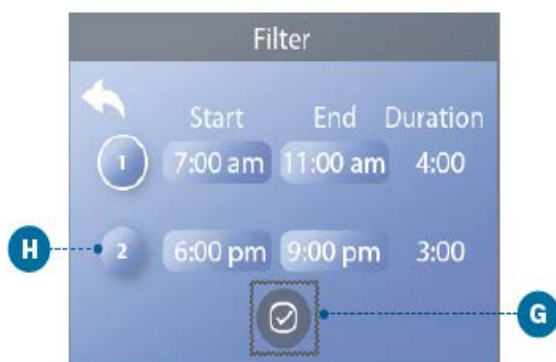 Filter
Start End Duration
1 7:00 am 11:00 am 4:00
H 2 6:00 pm 9:00 pm 3:00
G